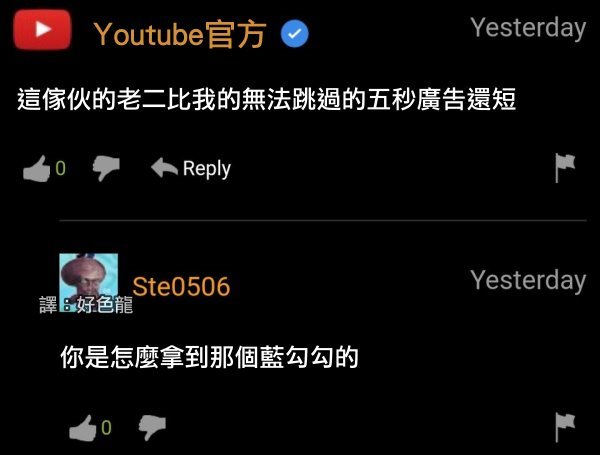 Youtube官方
Yesterday
這傢伙的老二比我的無法跳過的五秒廣告還短
0
Reply
Ste0506
Yesterday
譯：好色龍
你是怎麼拿到那個藍勾勾的
0